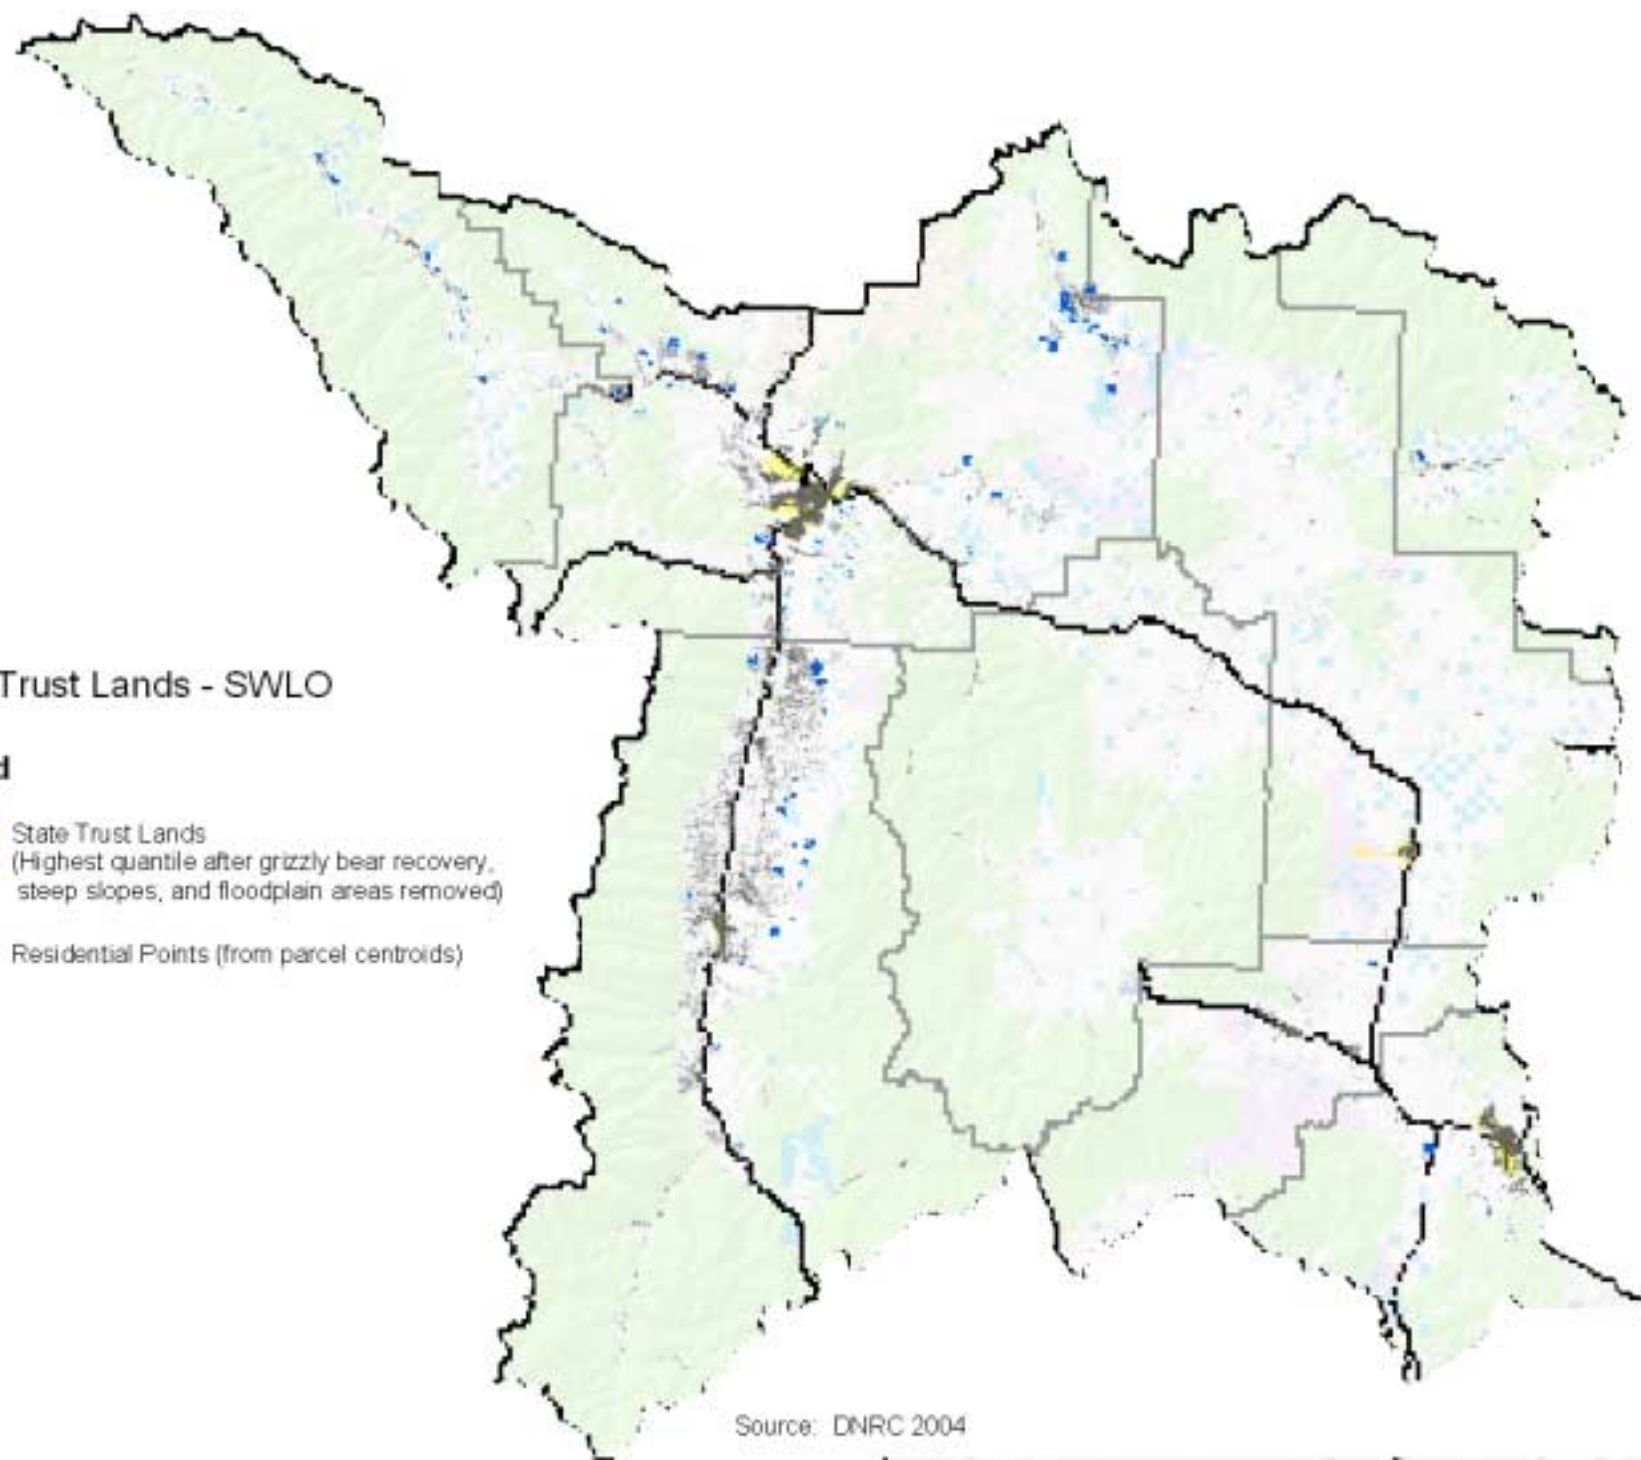 Trust Lands - SWLO
d
State Trust Lands
(Highest quantile after grizzly bear recovery,
steep slopes, and floodplain areas removed)
Residential Points (from parcel centroids)
Source: DNRC 2004